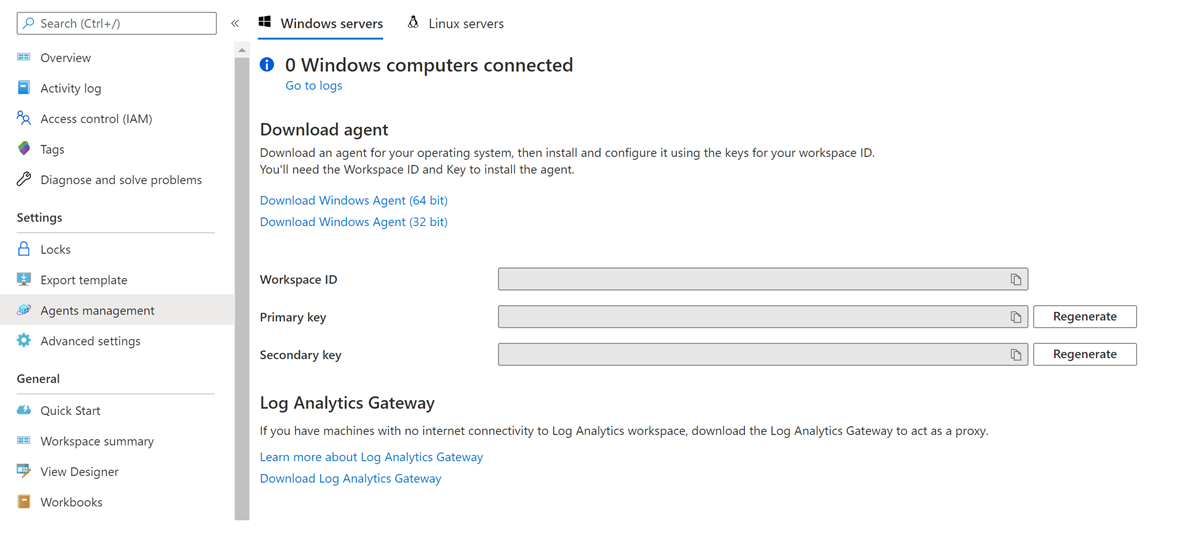 Search (Ctrl+/)
«
Overview
Activity log
Access control (IAM)
Tags
Diagnose and solve problems
Settings
Locks
Export template
Agents management
Advanced settings
General
Quick Start
Workspace summary
View Designer
Workbooks
Windows servers
Linux servers
0 Windows computers connected
Go to logs
Download agent
Download an agent for your operating system, then install and configure it using the keys for your workspace ID.
You'll need the Workspace ID and Key to install the agent.
Download Windows Agent (64 bit)
Download Windows Agent (32 bit)
Workspace ID
Primary key
Regenerate
Secondary key
Regenerate
Log Analytics Gateway
If you have machines with no internet connectivity to Log Analytics workspace, download the Log Analytics Gateway to act as a proxy.
Learn more about Log Analytics Gateway
Download Log Analytics Gateway